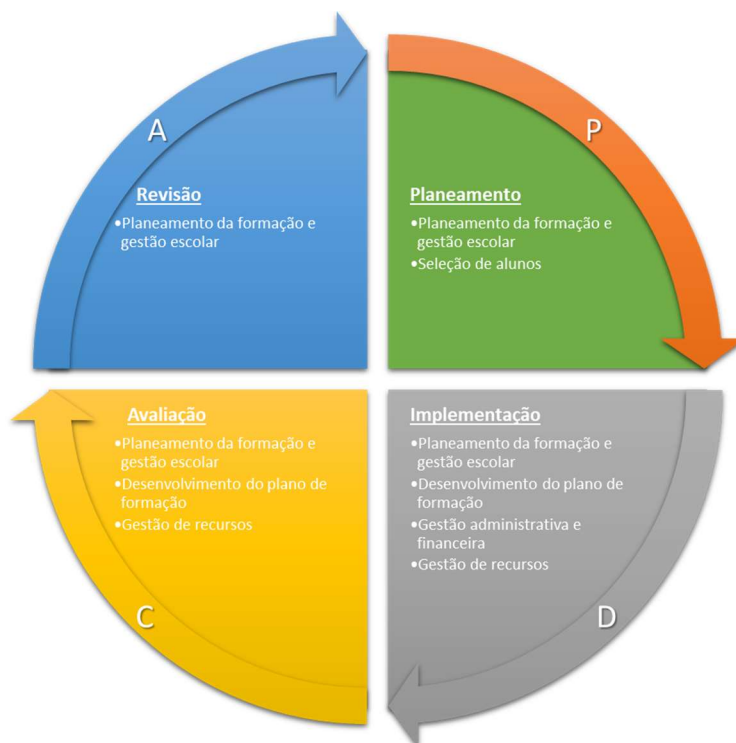 A
Revisão
•Planeamento da formação e
gestão escolar
P
Planeamento
•Planeamento da formação e
gestão escolar
•Seleção de alunos
Avaliação
•Planeamento da formação e
gestão escolar
•Desenvolvimento do plano de
formação
•Gestão de recursos
C
Implementação
•Planeamento da formação e
gestão escolar
•Desenvolvimento do plano de
formação
•Gestão administrativa e
financeira
•Gestão de recursos
D